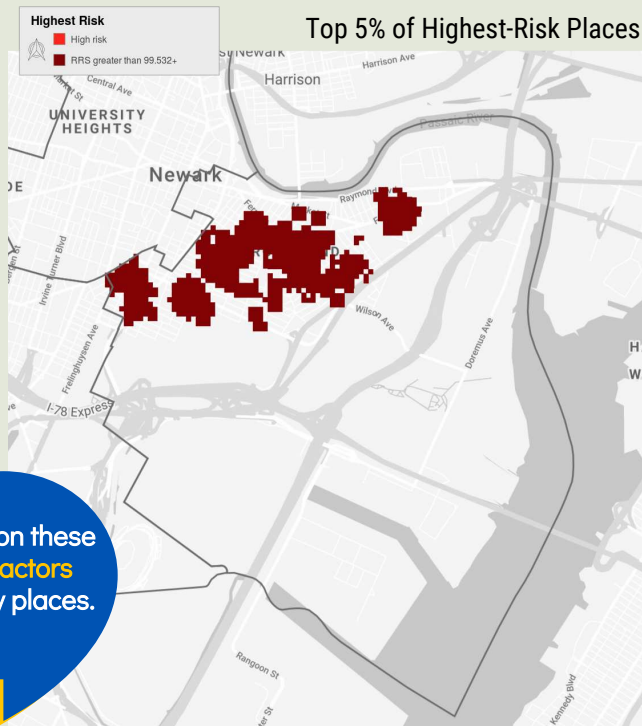 Highest Risk
High risk
RRS greater than 99.532+
Top 5% of Highest-Risk Places
Newark
Harrison Ave
Harrison
Central Ave
UNIVERSITY
HEIGHTS
Passaic River
Newark
Raymond
Irvine Turner Blvd
Wilson Ave
Doremus Ave
Frelinghuysen Ave
I-78 Express
on these
actors
places.
Rangoon St
Kennedy Blvd